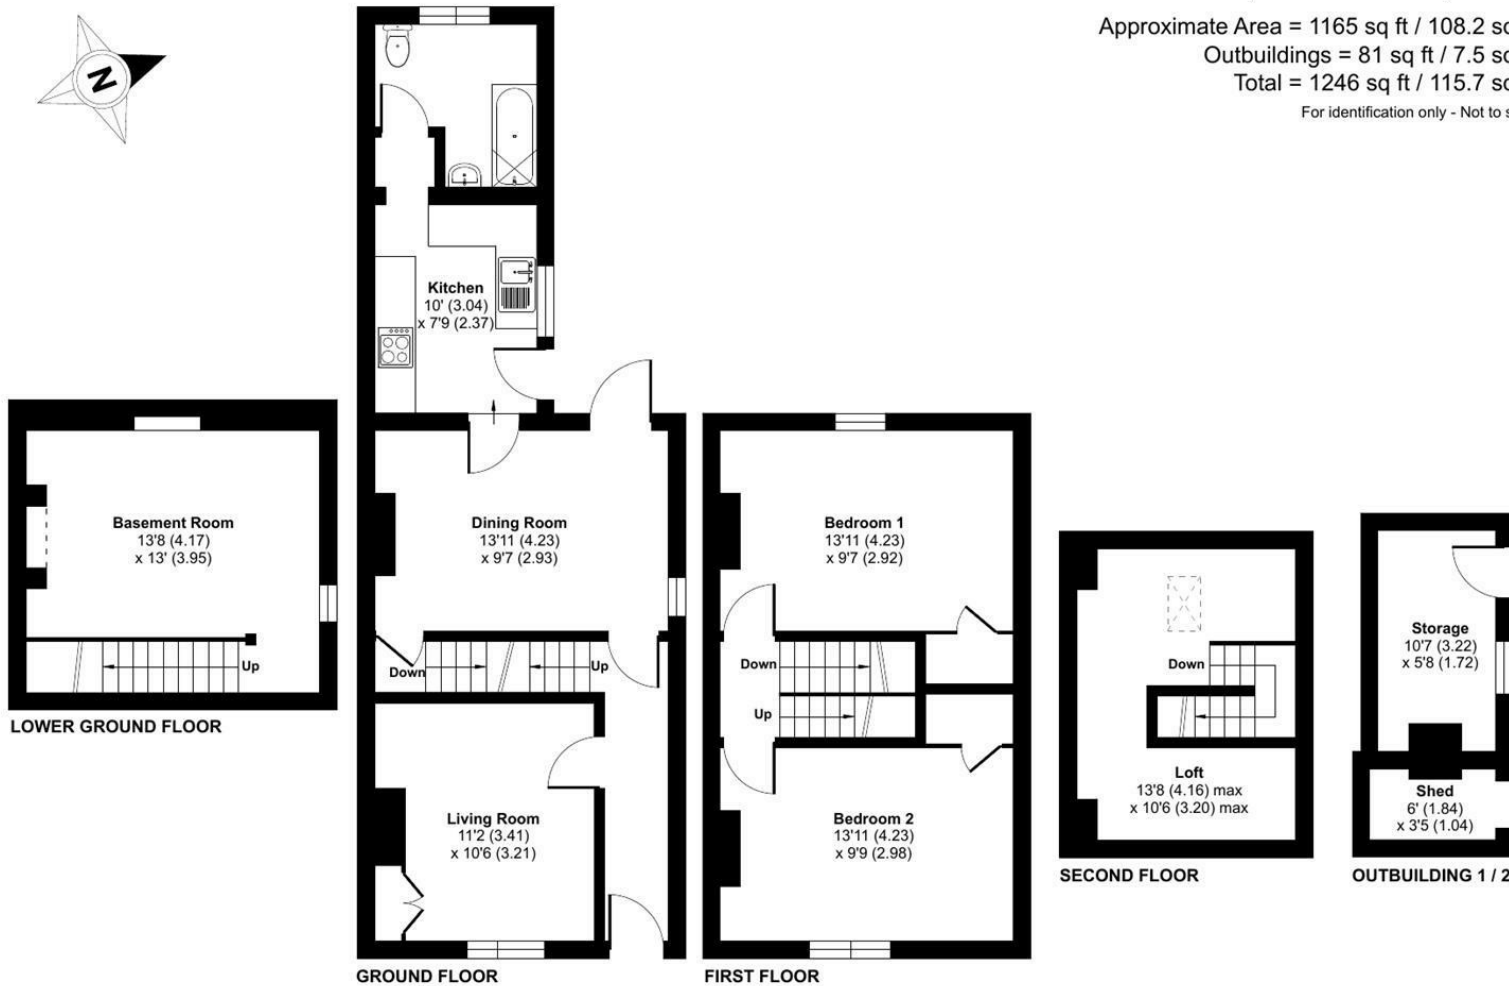 Approximate Area = 1165 sq ft / 108.2 sq
Outbuildings = 81 sq ft / 7.5 sq
Total = 1246 sq ft / 115.7 sq
For identification only - Not to s
N
Kitchen
10' (3.04)
x 7'9 (2.37)
Basement Room
13'8 (4.17)
x 13' (3.95)
Up
LOWER GROUND FLOOR
Dining Room
13'11 (4.23)
x 9'7 (2.93)
Down
Up
Living Room
11'2 (3.41)
x 10'6 (3.21)
GROUND FLOOR
Bedroom 1
13'11 (4.23)
x 9'7 (2.92)
Down
Up
Bedroom 2
13'11 (4.23)
x 9'9 (2.98)
FIRST FLOOR
Down
Loft
13'8 (4.16) max
x 10'6 (3.20) max
SECOND FLOOR
Storage
10'7 (3.22)
x 5'8 (1.72)
Shed
6' (1.84)
x 3'5 (1.04)
OUTBUILDING 1 / 2